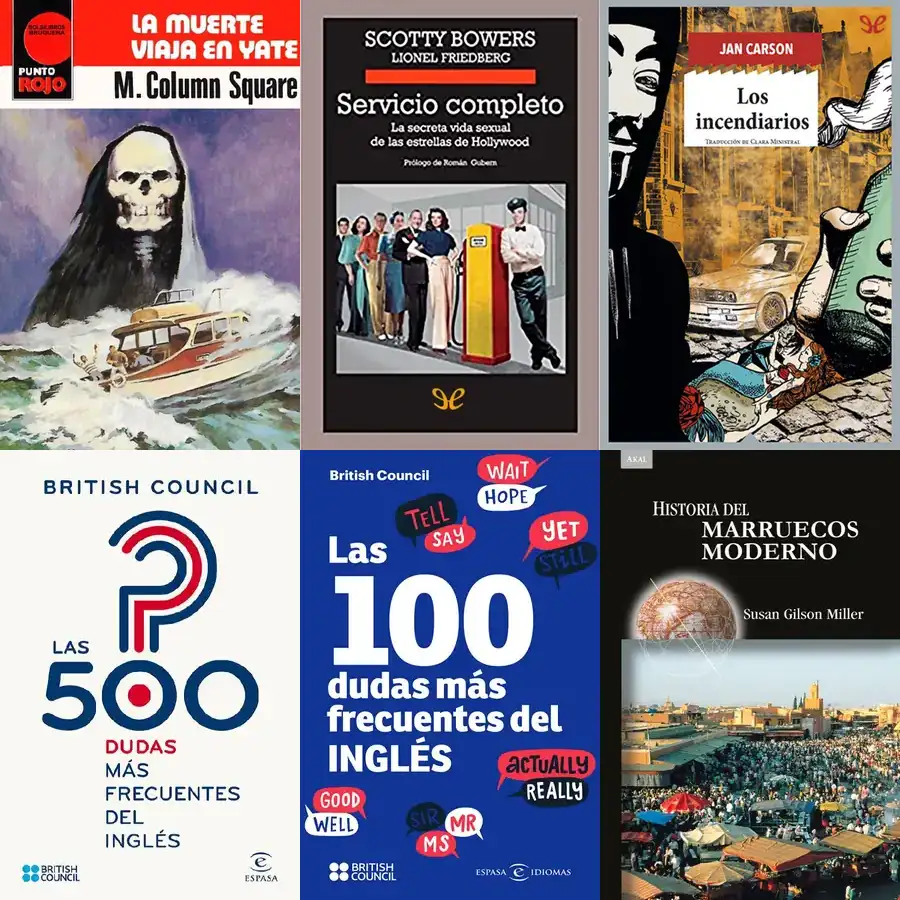 BOLSILIBROS
BRUGUERA
PUNTO
ROJO
LA MUERTE
VIAJA EN YATE
M. Column Square
SCOTTY BOWERS
LIONEL FRIEDBERG
Servicio completo
La secreta vida sexual
de las estrellas de Hollywood
Prólogo de Román Gubern
JAN CARSON
Los
incendiarios
TRADUCCIÓN DE CLARA MINISTRAL
BRITISH COUNCIL
LAS
500
DUDAS
MÁS
FRECUENTES
DEL
INGLÉS
BRITISH
COUNCIL
ESPASA
British Council
WAIT
HOPE
TELL
SAY
YET
STILL
Las
100
dudas más
frecuentes del
INGLÉS
ACTUALLY
REALLY
GOOD
WELL
SIR
MR
MS
BRITISH
COUNCIL
ESPASA IDIOMAS
AKAL
HISTORIA DEL
MARRUECOS
MODERNO
Susan Gilson Miller